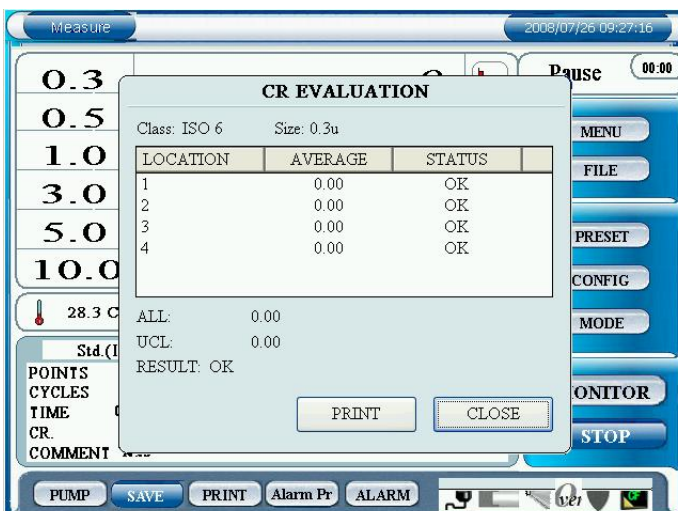 Measure
2008/07/26 09:27:16
0.3
Pause 00:00
CR EVALUATION
0.5
Class: ISO 6 Size: 0.3u
MENU
1.0
LOCATION AVERAGE STATUS
FILE
1 0.00 OK
3.0
2 0.00 OK
3 0.00 OK
5.0
PRESET
4 0.00 OK
10.0
CONFIG
28.3 C
ALL: 0.00
MODE
UCL: 0.00
Std.(I
RESULT: OK
POINTS
CYCLES
ONITOR
TIME
PRINT CLOSE
CR.
STOP
COMMENT
PUMP SAVE PRINT Alarm Pr ALARM
CF